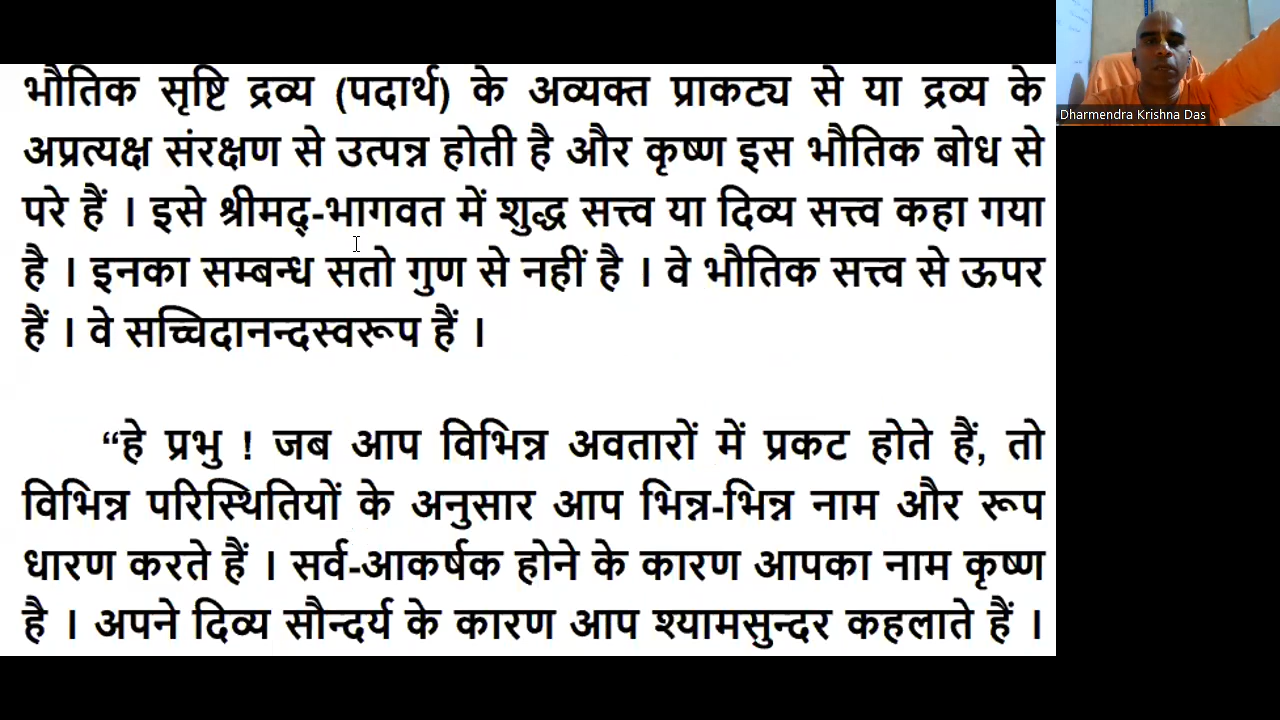 भौतिक सृष्टि द्रव्य (पदार्थ) के अव्यक्त प्राकट्य से या द्रव्य के
अप्रत्यक्ष संरक्षण से उत्पन्न होती है और कृष्ण इस भौतिक बोध से
परे हैं । इसे श्रीमद्-भागवत में शुद्ध सत्त्व या दिव्य सत्त्व कहा गया
है । इनका सम्बन्ध सतो गुण से नहीं है । वे भौतिक सत्त्व से ऊपर
हैं । वे सच्चिदानन्दस्वरूप हैं ।
“हे प्रभु ! जब आप विभिन्न अवतारों में प्रकट होते हैं, तो
विभिन्न परिस्थितियों के अनुसार आप भिन्न-भिन्न नाम और रूप
धारण करते हैं । सर्व-आकर्षक होने के कारण आपका नाम कृष्ण
है । अपने दिव्य सौन्दर्य के कारण आप श्यामसुन्दर कहलाते हैं ।
Dharmendra Krishna Das